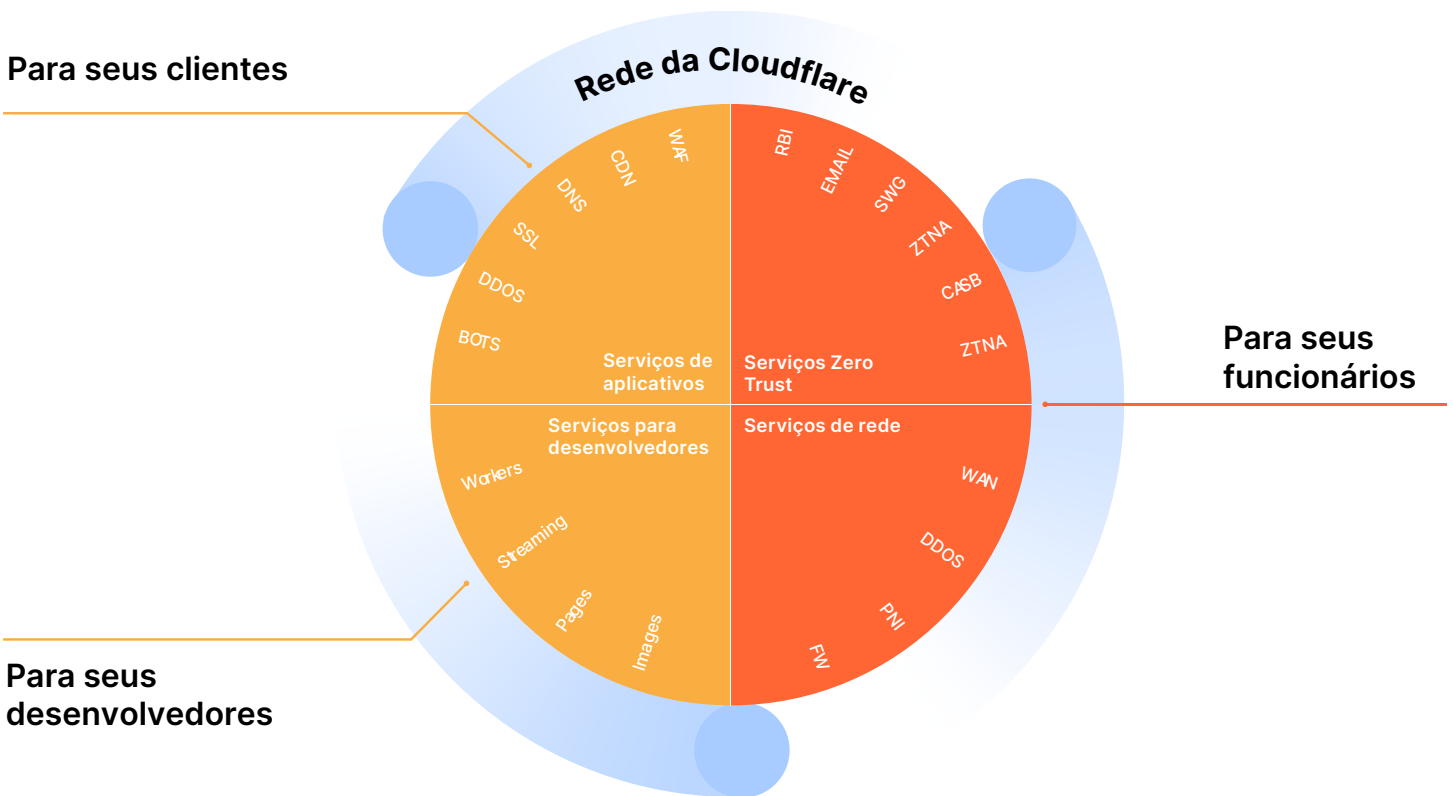 Rede da Cloudflare
Para seus clientes
WAF
CDN
DNS
SSL
DDOS
BOTS
Serviços de
aplicativos
RBI
EMAIL
SWG
ZTNA
CASB
ZTNA
Serviços Zero
Trust
Para seus
funcionários
Serviços para
desenvolvedores
Workers
Streaming
Pages
Images
Serviços de rede
WAN
DDOS
PNI
FW
Para seus
desenvolvedores